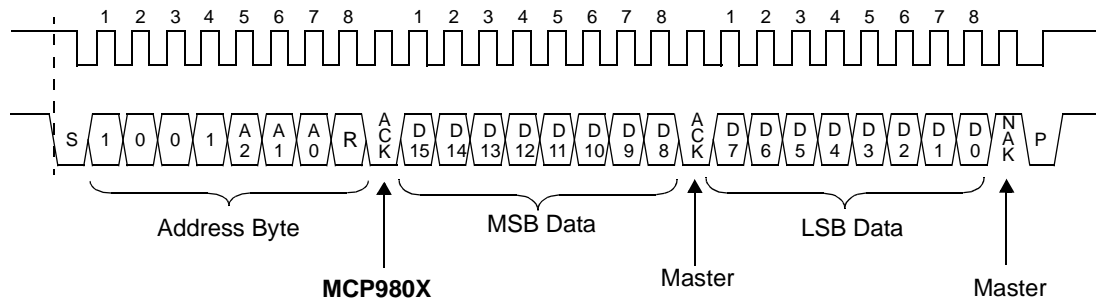 1 2 3 4 5 6 7 8 1 2 3 4 5 6 7 8 1 2 3 4 5 6 7 8
S 1 0 0 1 A2 A1 A0 R ACK D15 D14 D13 D12 D11 D10 D9 D8 ACK D7 D6 D5 D4 D3 D2 D1 D0 NAK P
Address Byte MSB Data LSB Data
MCP980X Master Master